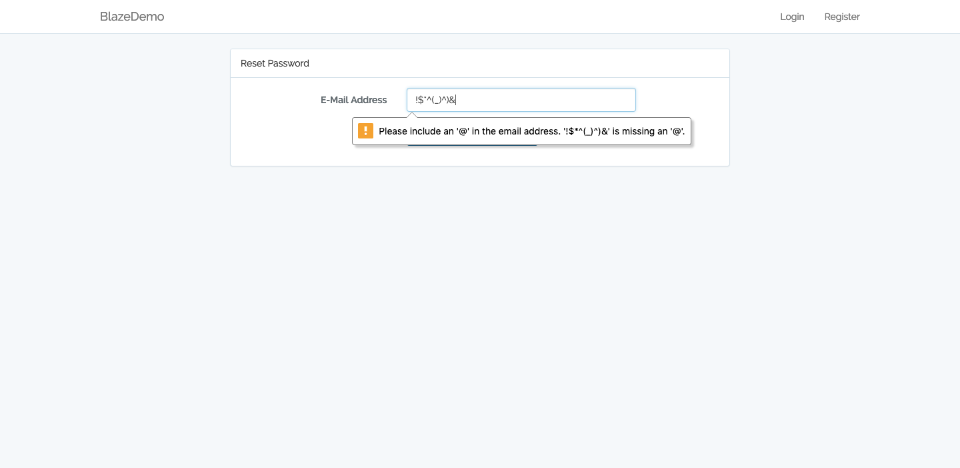 BlazeDemo
Login
Register
Reset Password
E-Mail Address
!$*^(_)^)&
Please include an '@' in the email address. '!$*^(_)^)&' is missing an '@'.